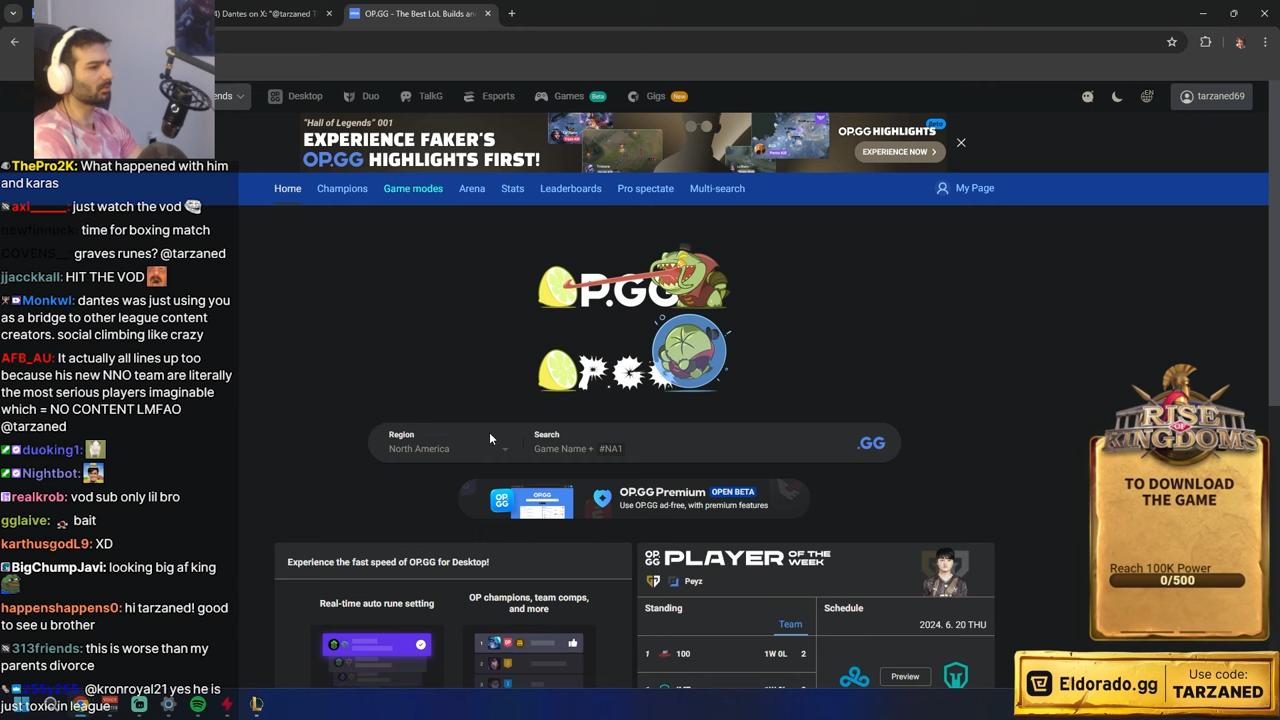 ) Dantes on X: "@tarzaned T
OP.GG - The Best LoL Builds an
ends
Desktop
Duo
TalkG
Esports
Games Beta
Gigs New
tarzaned69
"Hall of Legends" 001
EXPERIENCE FAKER'S
OP.GG HIGHLIGHTS FIRST!
OP.GG HIGHLIGHTS Beta
EXPERIENCE NOW >
Home
Champions
Game modes
Arena
Stats
Leaderboards
Pro spectate
Multi-search
My Page
ThePro2K: What happened with him
and karas
axl______: just watch the vod
newfinnuck: time for boxing match
COVENS__: graves runes? @tarzaned
jjacckkall: HIT THE VOD
Monkwl: dantes was just using you
as a bridge to other league content
creators. social climbing like crazy
AFB_AU: It actually all lines up too
because his new NNO team are literally
the most serious players imaginable
which = NO CONTENT LMFAO
@tarzaned
duoking1:
Nightbot:
realkrob: vod sub only lil bro
gglaive: bait
karthusgodL9: XD
BigChumpJavi: looking big af king
happenshappens0: hi tarzaned! good
to see u brother
313friends: this is worse than my
parents divorce
@kronroyal21 yes he is
just toxic in league
OP.GG
OP.GG
Region
North America
Search
Game Name + #NA1
.GG
OP.GG Premium OPEN BETA
Use OP.GG ad-free, with premium features
Experience the fast speed of OP.GG for Desktop!
Real-time auto rune setting
OP champions, team comps,
and more
OP GG PLAYER OF THE WEEK
Peyz
Standing
Team
Schedule
2024. 6. 20 THU
1 100 1W 0L 2
Preview
RISE OF
KINGDOMS
TO DOWNLOAD
THE GAME
Reach 100K Power
0/500
Eldorado.gg
Use code:
TARZANED